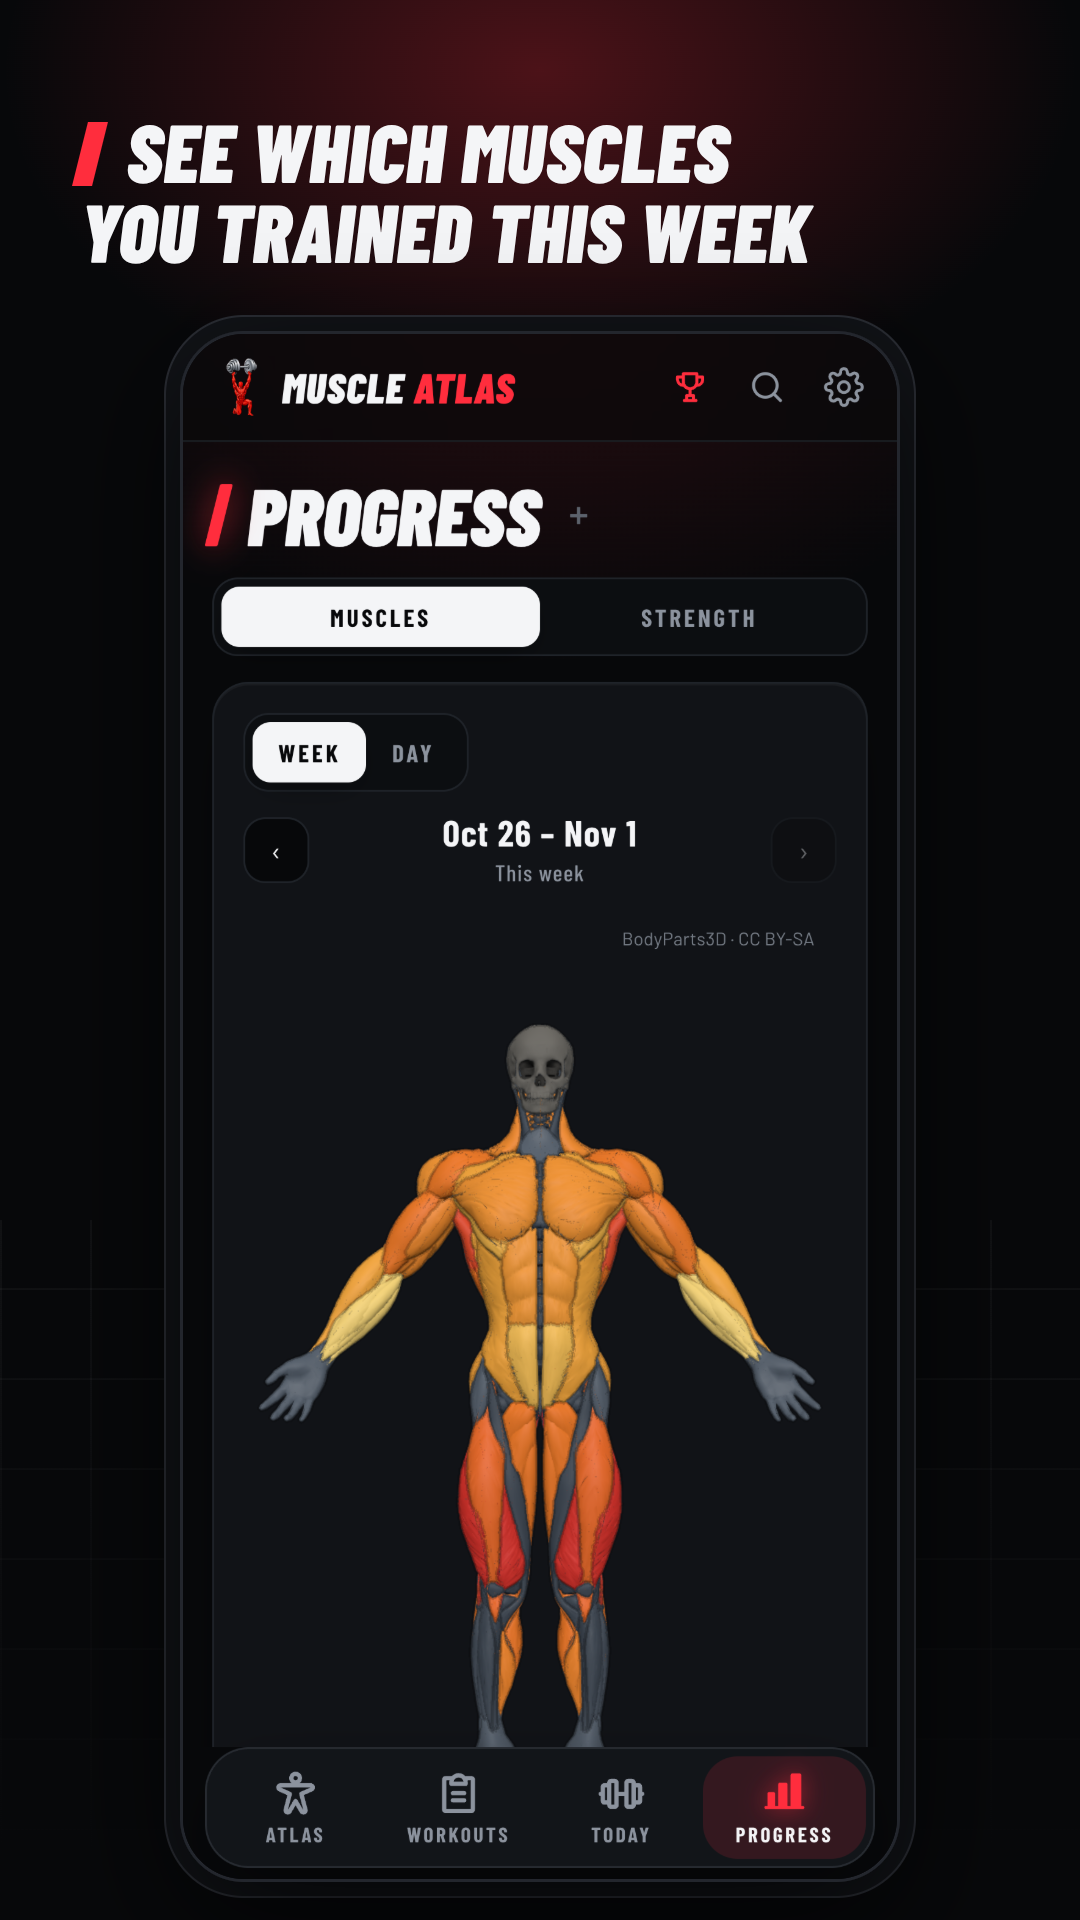 SEE WHICH MUSCLES
YOU TRAINED THIS WEEK
MUSCLE ATLAS
PROGRESS +
MUSCLES STRENGTH
WEEK DAY
‹ Oct 26 – Nov 1 ›
This week
BodyParts3D · CC BY-SA
ATLAS WORKOUTS TODAY PROGRESS